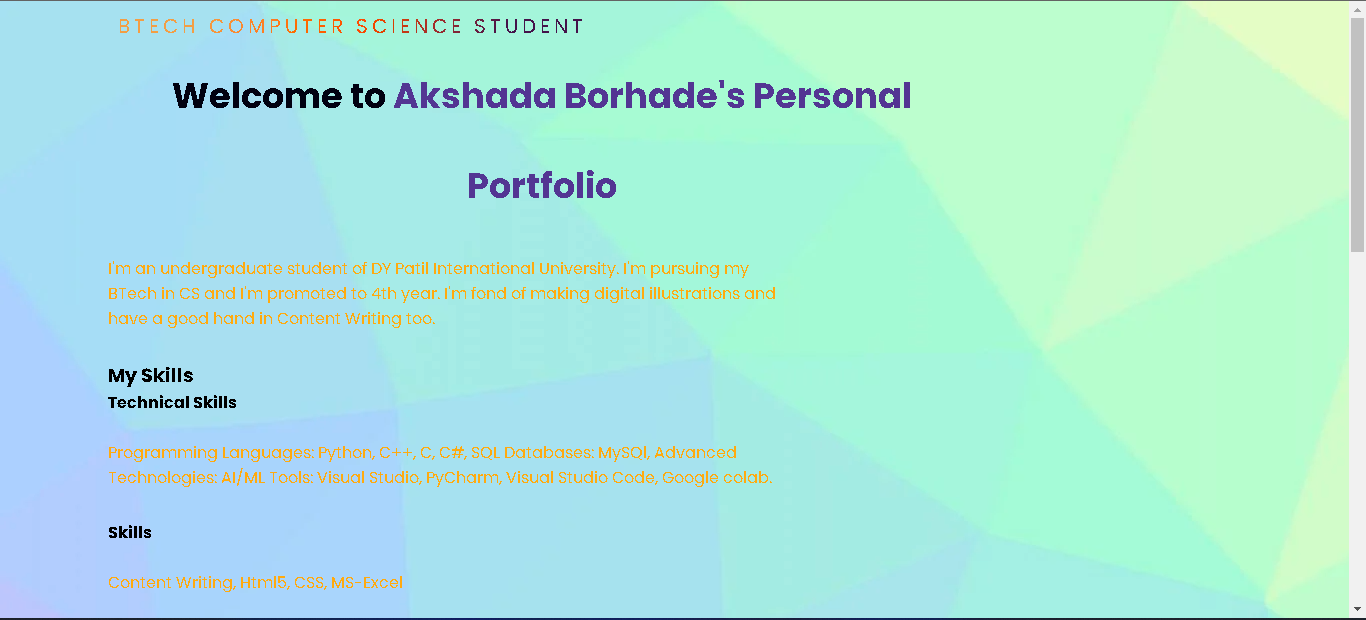 BTECH COMPUTER SCIENCE STUDENT
Welcome to Akshada Borhade's Personal
Portfolio
I'm an undergraduate student of DY Patil International University. I'm pursuing my
BTech in CS and I'm promoted to 4th year. I'm fond of making digital illustrations and
have a good hand in Content Writing too.
My Skills
Technical Skills
Programming Languages: Python, C++, C, C#, SQL Databases: MySQl, Advanced
Technologies: AI/ML Tools: Visual Studio, PyCharm, Visual Studio Code, Google colab.
Skills
Content Writing, Html5, CSS, MS-Excel